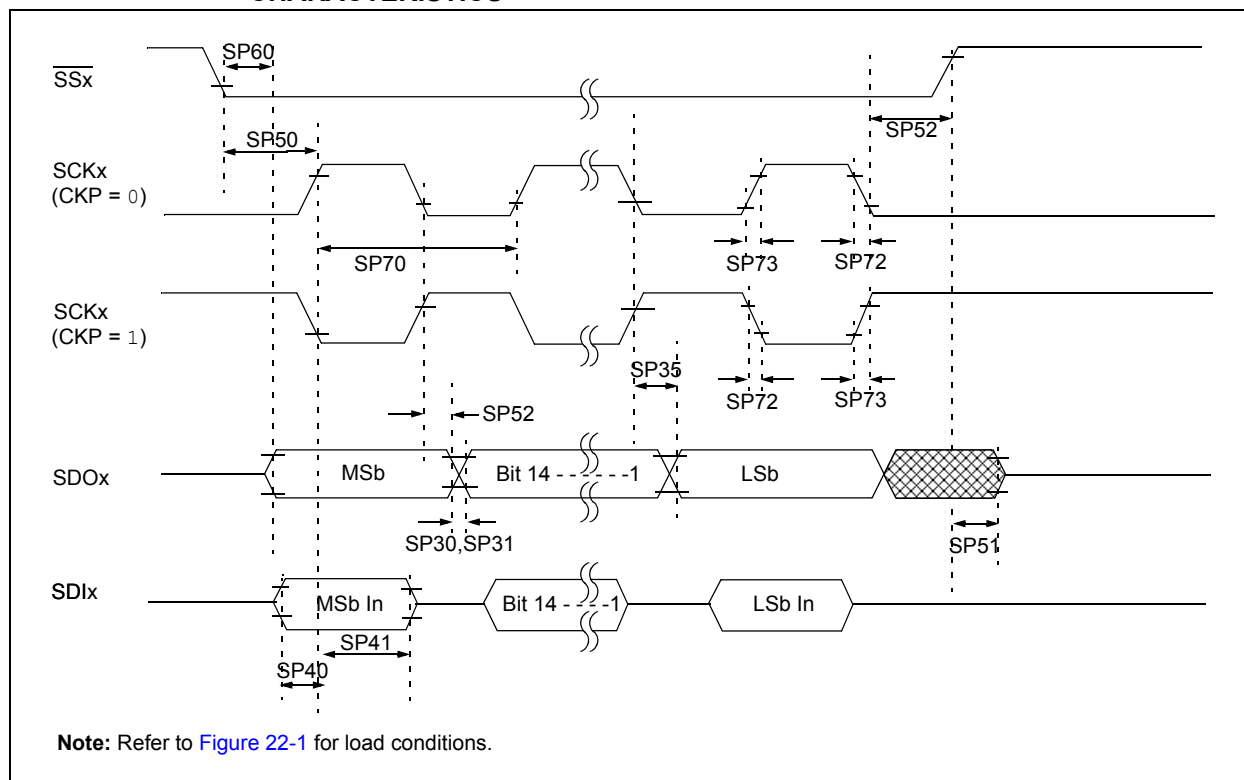 CHARACTERISTICS
SP60
SSx
SP52
SP50
SCKx
(CKP = 0)
SP70
SP73
SP72
SCKx
(CKP = 1)
SP35
SP52
SP72
SP73
SDOx
MSb
Bit 14 - - - - - -1
LSb
SP30,SP31
SP51
SDIx
MSb In
Bit 14 - - - -1
LSb In
SP41
SP40
Note: Refer to Figure 22-1 for load conditions.